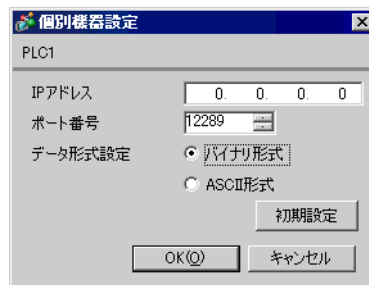 個別機器設定
PLC1
IPアドレス 0. 0. 0. 0
ポート番号 12289
データ形式設定 バイナリ形式
ASCII形式
初期設定
OK(O) キャンセル